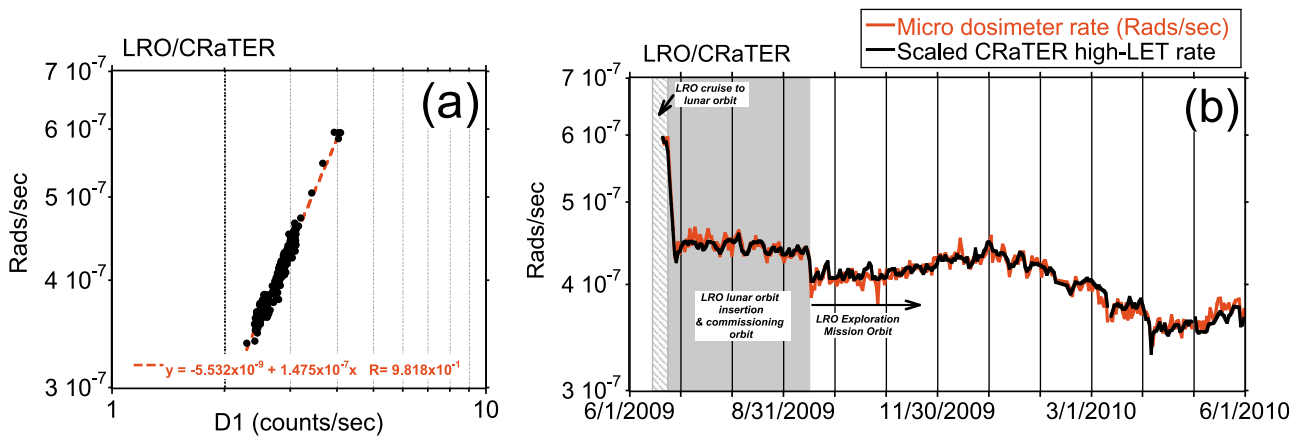 LRO/CRaTER
(a)
7 10⁻⁷
6 10⁻⁷
5 10⁻⁷
4 10⁻⁷
3 10⁻⁷
Rads/sec
y = -5.532x10⁻⁹ + 1.475x10⁻⁷x R= 9.818x10⁻¹
1
10
D1 (counts/sec)
Micro dosimeter rate (Rads/sec)
Scaled CRaTER high-LET rate
LRO/CRaTER
(b)
7 10⁻⁷
6 10⁻⁷
5 10⁻⁷
4 10⁻⁷
3 10⁻⁷
Rads/sec
LRO cruise to
lunar orbit
LRO lunar orbit
insertion
& commissioning
orbit
LRO Exploration
Mission Orbit
6/1/2009
8/31/2009
11/30/2009
3/1/2010
6/1/2010